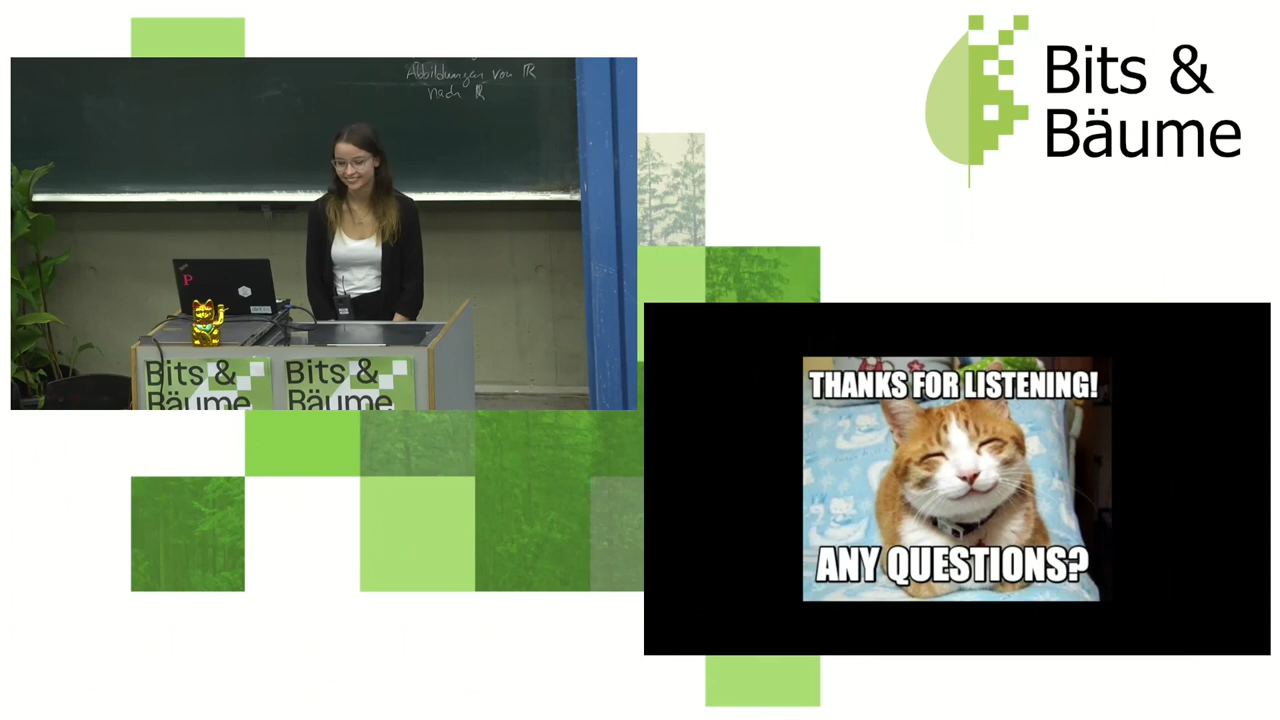 Abbildungen von ℝ
nach ℝ
P
Bits &
Bäume
Bits &
Bäume
Bits &
Bäume
THANKS FOR LISTENING!
ANY QUESTIONS?